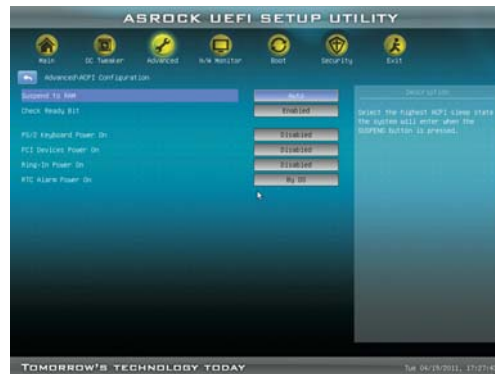 ASROCK UEFI SETUP UTILITY
Main OC Tweaker Advanced H/W Monitor Boot Security Exit
Advanced\ACPI Configuration
Suspend to RAM Auto
Check Ready Bit Enabled
PS/2 Keyboard Power On Disabled
PCI Devices Power On Disabled
Ring-In Power On Disabled
RTC Alarm Power On By OS
Description
Select the highest ACPI sleep state
the system will enter when the
SUSPEND button is pressed.
TOMORROW'S TECHNOLOGY TODAY
Tue 04/19/2011, 17:27:4